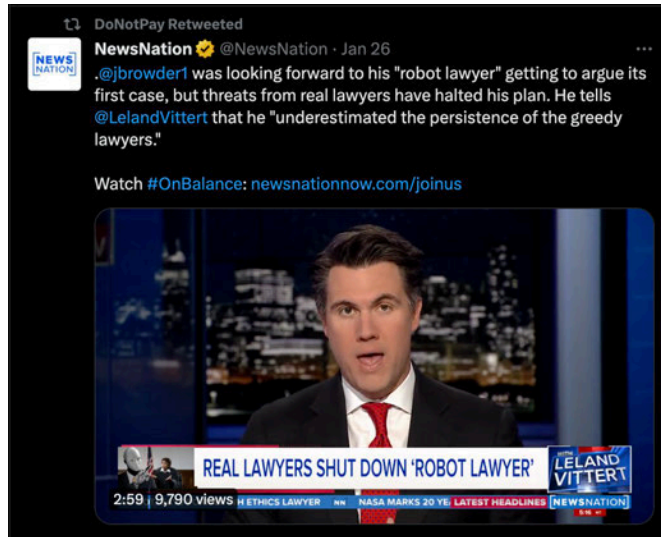 DoNotPay Retweeted
NewsNation @NewsNation · Jan 26
NEWS
NATION
.@jbrowder1 was looking forward to his "robot lawyer" getting to argue its
first case, but threats from real lawyers have halted his plan. He tells
@LelandVittert that he "underestimated the persistence of the greedy
lawyers."
Watch #OnBalance: newsnationnow.com/joinus
REAL LAWYERS SHUT DOWN 'ROBOT LAWYER'
WITH
LELAND
VITTERT
2:59 9,790 views
H ETHICS LAWYER NN NASA MARKS 20 YE LATEST HEADLINES NEWSNATION